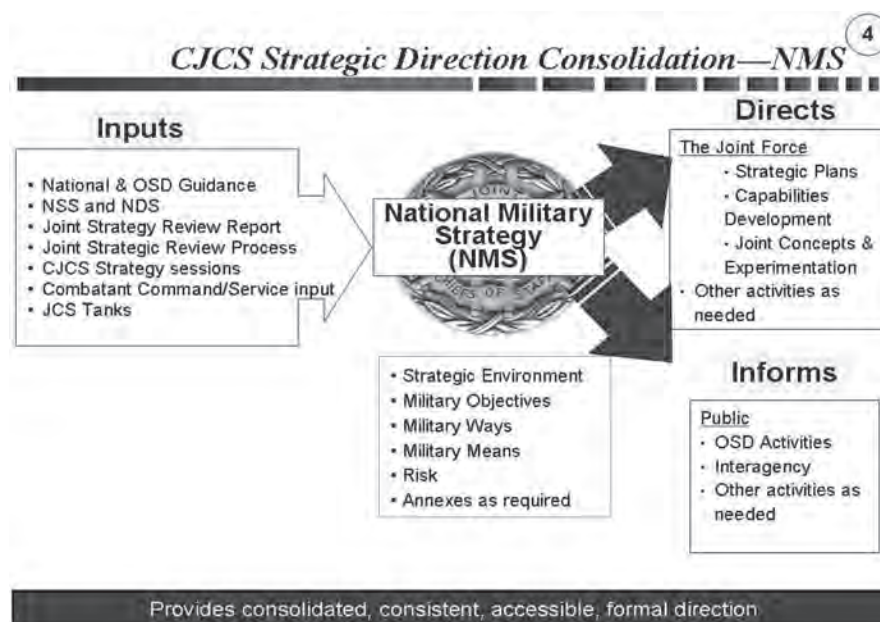 4
CJCS Strategic Direction Consolidation—NMS
Inputs
• National & OSD Guidance
• NSS and NDS
• Joint Strategy Review Report
• Joint Strategic Review Process
• CJCS Strategy sessions
• Combatant Command/Service input
• JCS Tanks
JOINT
National Military
Strategy
(NMS)
CHIEFS OF STAFF
• Strategic Environment
• Military Objectives
• Military Ways
• Military Means
• Risk
• Annexes as required
Directs
The Joint Force
• Strategic Plans
• Capabilities
Development
• Joint Concepts &
Experimentation
• Other activities as
needed
Informs
Public
• OSD Activities
• Interagency
• Other activities as
needed
Provides consolidated, consistent, accessible, formal direction